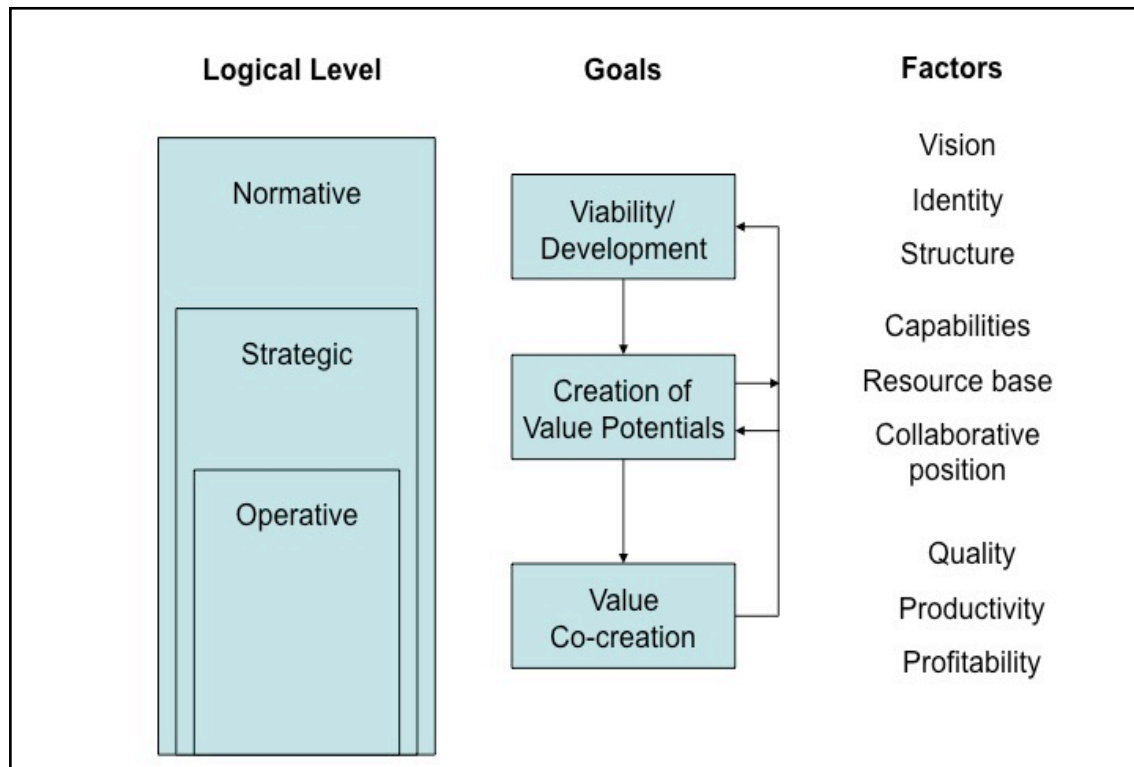 Logical Level
Goals
Factors
Normative
Strategic
Operative
Viability/
Development
Creation of
Value Potentials
Value
Co-creation
Vision
Identity
Structure
Capabilities
Resource base
Collaborative
position
Quality
Productivity
Profitability